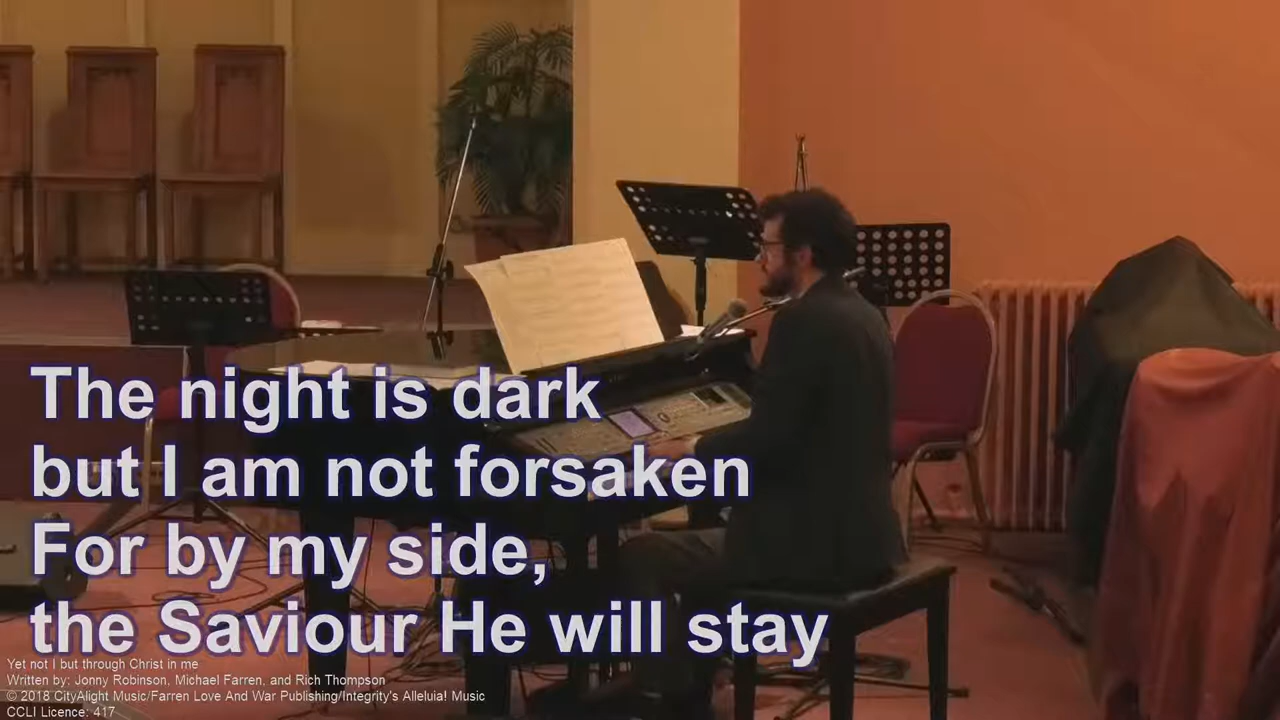 The night is dark
but I am not forsaken
For by my side,
the Saviour He will stay
Yet not I but through Christ in me
Written by: Jonny Robinson, Michael Farren, and Rich Thompson
© 2018 CityAlight Music/Farren Love And War Publishing/Integrity's Alleluia! Music
CCLI Licence: 417